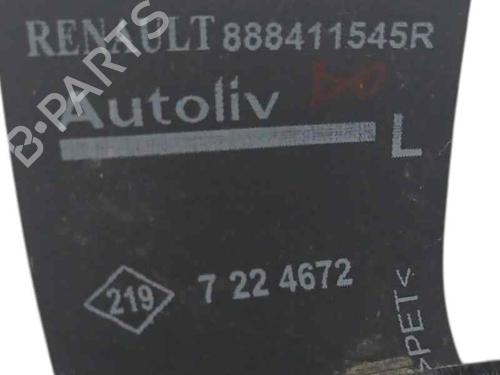 RENAULT 888411545R
Autoliv
L
219 7 22 4672
>PET<
B-PARTS